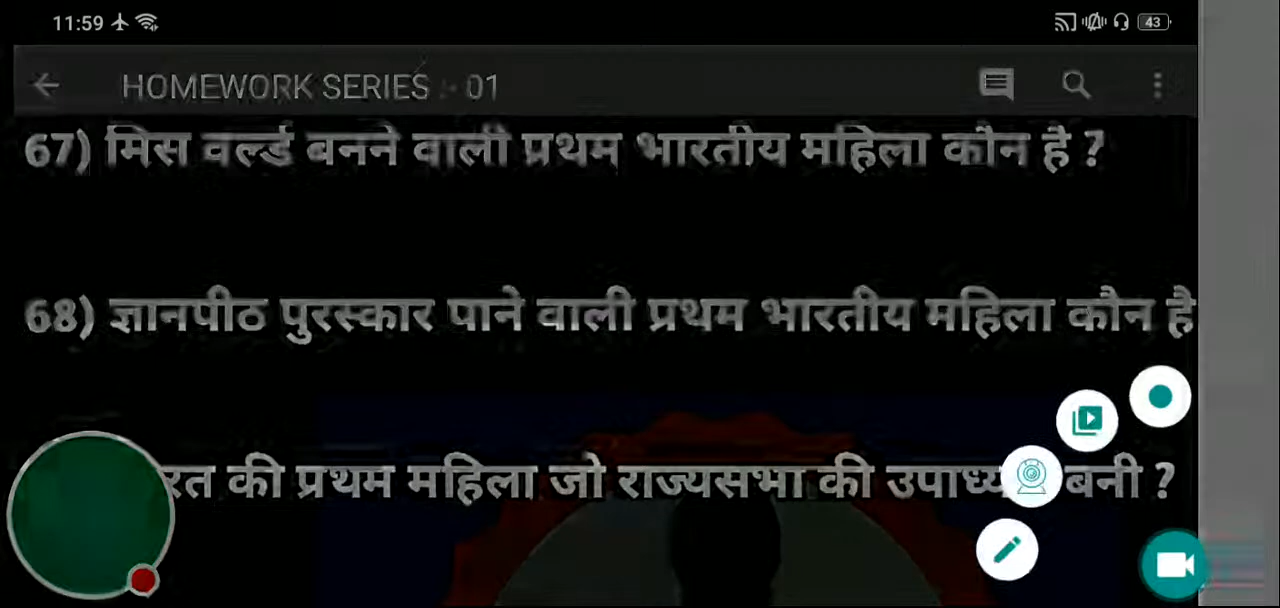 11:59 43
HOMEWORK SERIES :- 01
67) मिस वर्ल्ड बनने वाली प्रथम भारतीय महिला कौन है ?
68) ज्ञानपीठ पुरस्कार पाने वाली प्रथम भारतीय महिला कौन है
रत की प्रथम महिला जो राज्यसभा की उपाध्य बनी ?